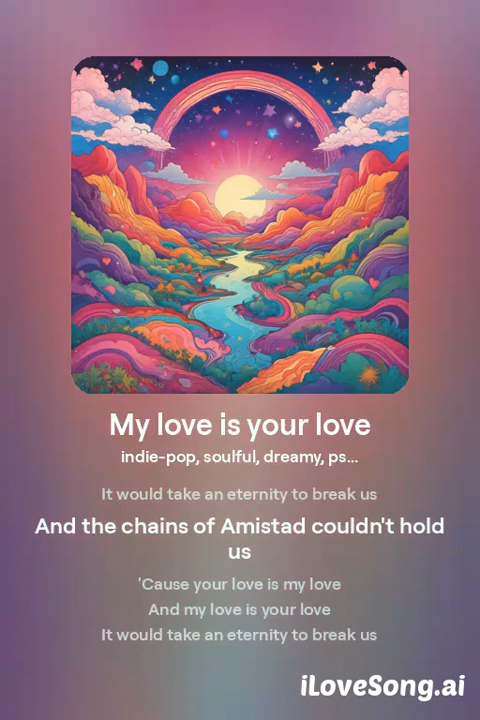 My love is your love
indie-pop, soulful, dreamy, ps...
It would take an eternity to break us
And the chains of Amistad couldn't hold
us
'Cause your love is my love
And my love is your love
It would take an eternity to break us
iLoveSong.ai